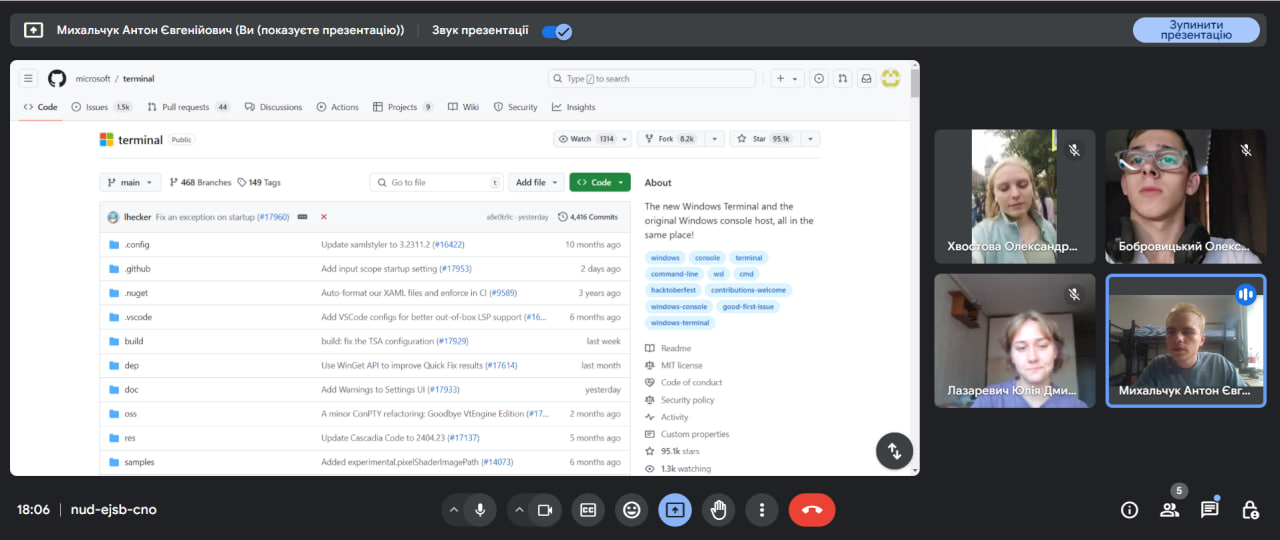 Михальчук Антон Євгенійович (Ви (показуєте презентацію))
Звук презентації
Зупинити презентацію
microsoft / terminal
Type / to search
Code
Issues 1.5k
Pull requests 44
Discussions
Actions
Projects 9
Wiki
Security
Insights
terminal Public
Watch 1314
Fork 8.2k
Star 95.1k
main
468 Branches
149 Tags
Go to file t
Add file
Code
lhecker Fix an exception on startup (#17960) a8e0b9c · yesterday 4,416 Commits
.config Update xamlstyler to 3.2311.2 (#16422) 10 months ago
.github Add input scope startup setting (#17953) 2 days ago
.nuget Auto-format our XAML files and enforce in CI (#9589) 3 years ago
.vscode Add VSCode configs for better out-of-box LSP support (#16... 6 months ago
build build: fix the TSA configuration (#17929) last week
dep Use WinGet API to improve Quick Fix results (#17614) last month
doc Add Warnings to Settings UI (#17933) yesterday
oss A minor ConPTY refactoring: Goodbye VtEngine Edition (#17... 2 months ago
res Update Cascadia Code to 2404.23 (#17137) 5 months ago
samples Added experimental.pixelShaderImagePath (#14073) 6 months ago
About
The new Windows Terminal and the
original Windows console host, all in the
same place!
windows console terminal
command-line wsl cmd
hacktoberfest contributions-welcome
windows-console good-first-issue
windows-terminal
Readme
MIT license
Code of conduct
Security policy
Activity
Custom properties
95.1k stars
1.3k watching
Хвостова Олександр...
Бобровицький Олекс...
Лазаревич Юлія Дми...
Михальчук Антон Євг...
18:06 | nud-ejsb-cno
5